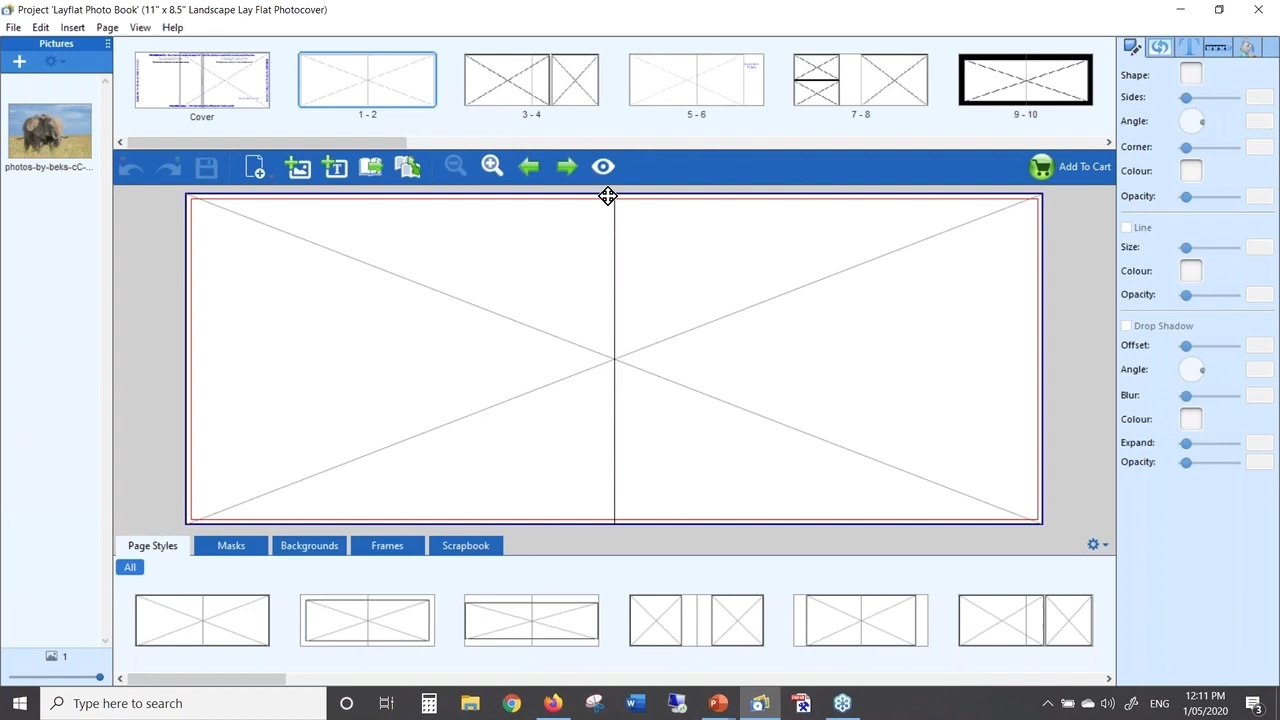 Project 'Layflat Photo Book' (11" x 8.5" Landscape Lay Flat Photocover)
File Edit Insert Page View Help
Pictures
photos-by-beks-cC-...
1
Cover
1 - 2
3 - 4
5 - 6
7 - 8
9 - 10
Add To Cart
Page Styles
Masks
Backgrounds
Frames
Scrapbook
All
Shape:
Sides:
Angle:
Corner:
Colour:
Opacity:
Line
Size:
Colour:
Opacity:
Drop Shadow
Offset:
Angle:
Blur:
Colour:
Expand:
Opacity:
Type here to search
ENG
12:11 PM
1/05/2020
3